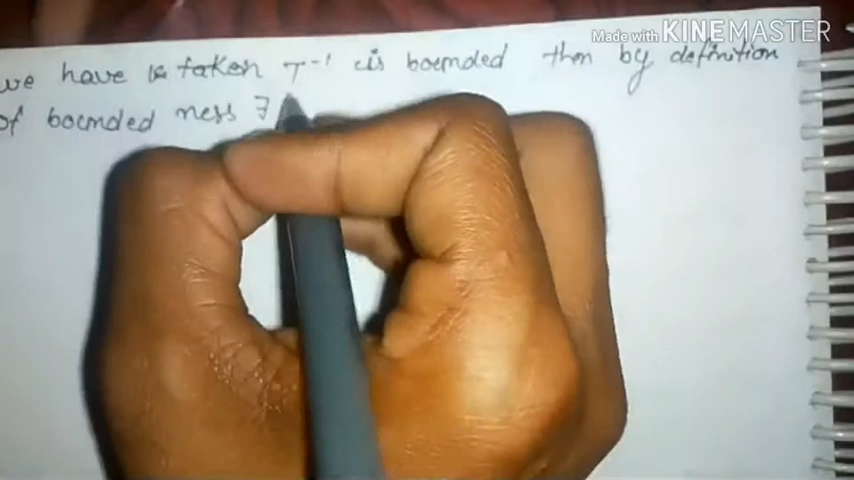 Made with KINEMASTER
we have is taken T⁻¹ is bounded then by definition
of bounded ness ∃